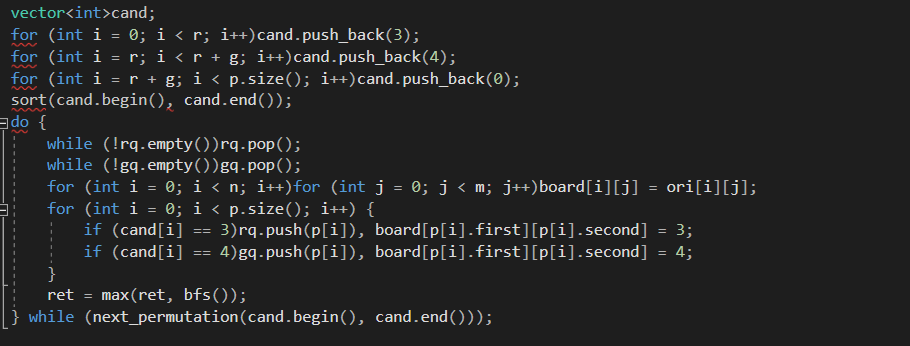 vector<int>cand;
for (int i = 0; i < r; i++)cand.push_back(3);
for (int i = r; i < r + g; i++)cand.push_back(4);
for (int i = r + g; i < p.size(); i++)cand.push_back(0);
sort(cand.begin(), cand.end());
do {
    while (!rq.empty())rq.pop();
    while (!gq.empty())gq.pop();
    for (int i = 0; i < n; i++)for (int j = 0; j < m; j++)board[i][j] = ori[i][j];
    for (int i = 0; i < p.size(); i++) {
        if (cand[i] == 3)rq.push(p[i]), board[p[i].first][p[i].second] = 3;
        if (cand[i] == 4)gq.push(p[i]), board[p[i].first][p[i].second] = 4;
    }
    ret = max(ret, bfs());
} while (next_permutation(cand.begin(), cand.end()));